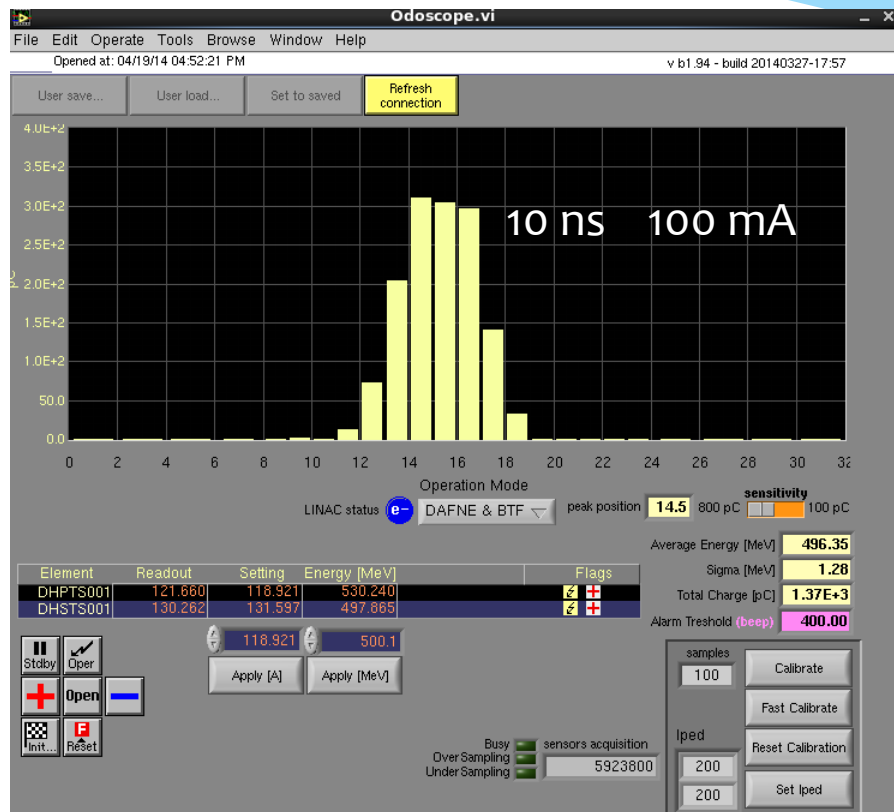 Odoscope.vi
File Edit Operate Tools Browse Window Help
Opened at: 04/19/14 04:52:21 PM v b1.94 - build 20140327-17:57
User save... User load... Set to saved Refresh connection
4.0E+2
3.5E+2
3.0E+2
10 ns 100 mA
2.5E+2
pC
2.0E+2
1.5E+2
1.0E+2
50.0
0.0
0 2 4 6 8 10 12 14 16 18 20 22 24 26 28 30 32
Operation Mode
LINAC status e- DAFNE & BTF peak position 14.5 800 pC sensitivity 100 pC
Average Energy [MeV] 496.35
Sigma [MeV] 1.28
Total Charge [pC] 1.37E+3
Alarm Treshold (beep) 400.00
Element Readout Setting Energy [MeV] Flags
DHPTS001 121.660 118.921 530.240
DHSTS001 130.262 131.597 497.865
118.921 500.1
Apply [A] Apply [MeV]
Stdby Oper
Open
Init... F Reset
samples
100
Calibrate
Fast Calibrate
Iped
Reset Calibration
200
200
Set Iped
Busy
Over Sampling
Under Sampling
sensors acquisition
5923800